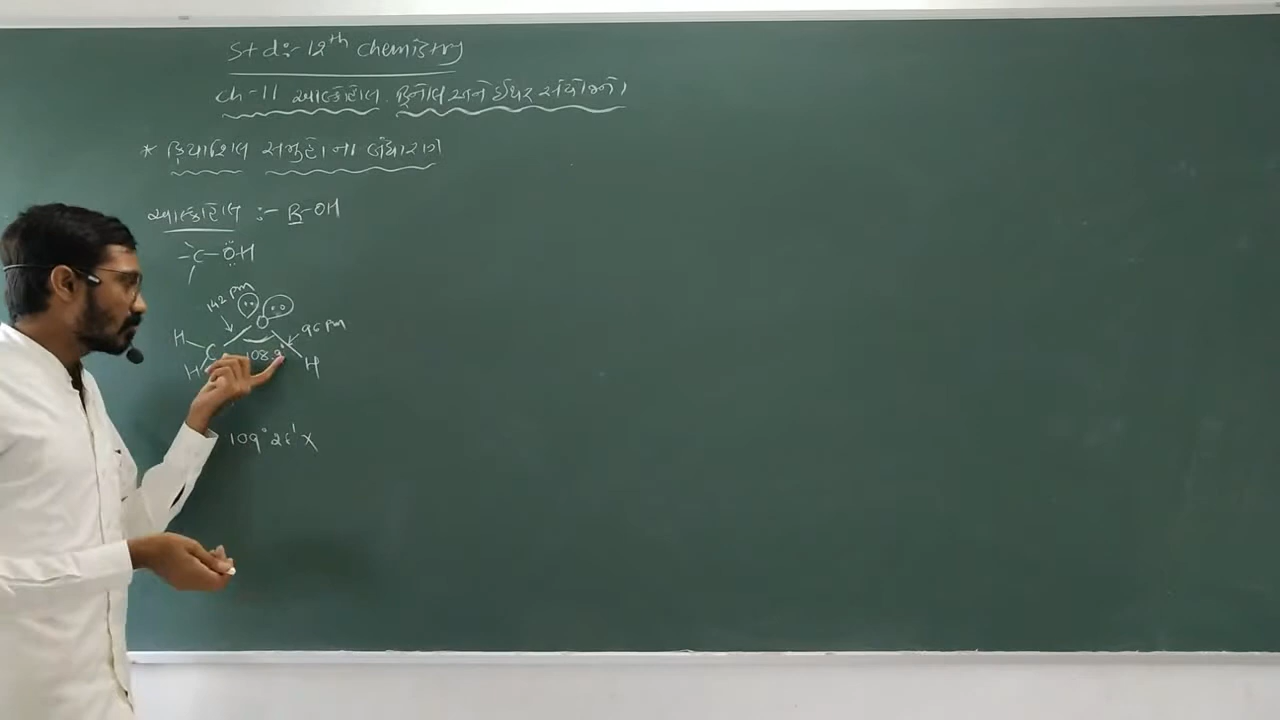 Std:- 12th Chemistry
Ch-11 આલ્કોહોલ, ફિનોલ અને ઈથર સંયોજનો
* ક્રિયાશીલ સમૂહોના બંધારણ
આલ્કોહોલ :- R-OH
-C-ÖH
142 pm
O
H
96 pm
C
108.9°
H
H
109° 28' X